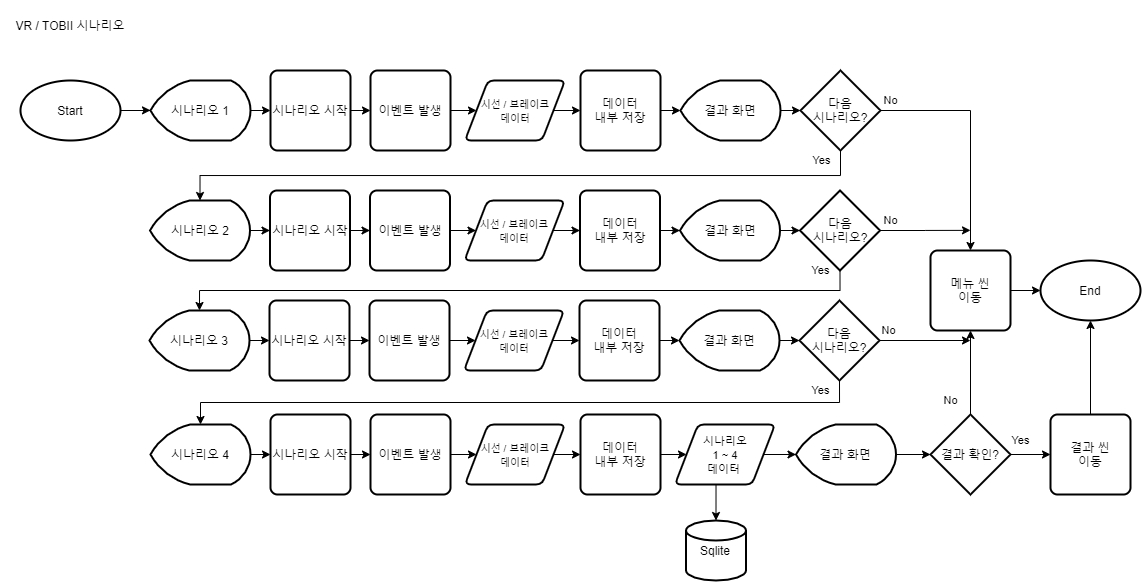 VR / TOBII 시나리오
Start
시나리오 1
시나리오 시작
이벤트 발생
시선 / 브레이크
데이터
데이터
내부 저장
결과 화면
다음
시나리오?
No
Yes
시나리오 2
시나리오 시작
이벤트 발생
시선 / 브레이크
데이터
데이터
내부 저장
결과 화면
다음
시나리오?
No
Yes
메뉴 씬
이동
End
시나리오 3
시나리오 시작
이벤트 발생
시선 / 브레이크
데이터
데이터
내부 저장
결과 화면
다음
시나리오?
No
Yes
시나리오 4
시나리오 시작
이벤트 발생
시선 / 브레이크
데이터
데이터
내부 저장
시나리오
1 ~ 4
데이터
결과 화면
결과 확인?
No
Yes
결과 씬
이동
Sqlite